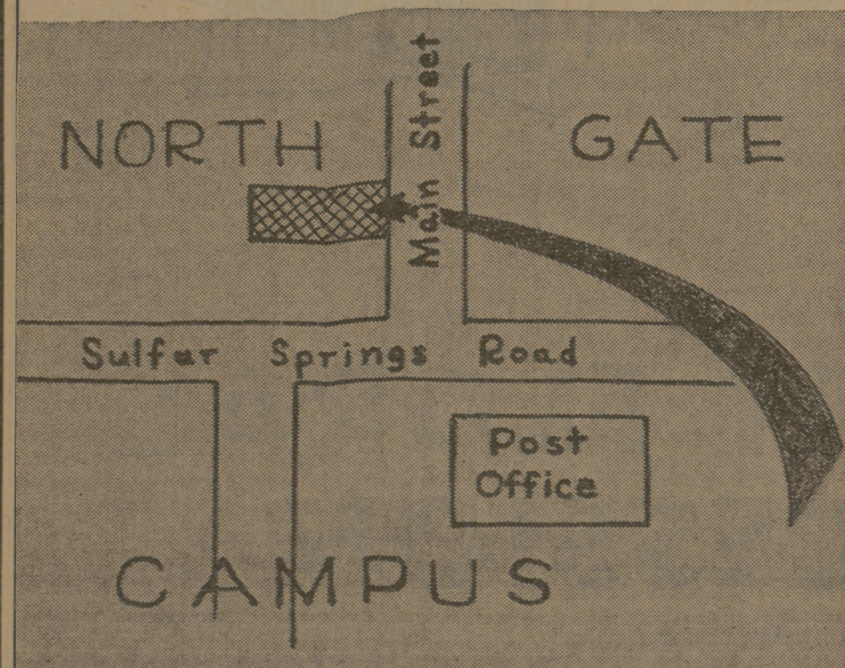 Main Street
NORTH GATE
Sulfur Springs Road
Post
Office
CAMPUS